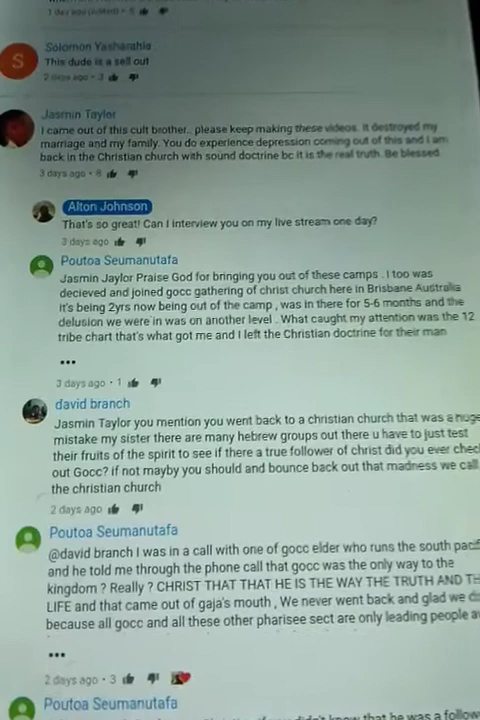 1 day ago (edited) • 5
S
Solomon Yasharahla
This dude is a sell out
2 days ago • 3
Jasmin Taylor
I came out of this cult brother.. please keep making these videos. It destroyed my
marriage and my family. You do experience depression coming out of this and I am
back in the Christian church with sound doctrine bc it is the real truth. Be blessed
3 days ago • 8
Alton Johnson
That's so great! Can I interview you on my live stream one day?
3 days ago
Poutoa Seumanutafa
Jasmin Jaylor Praise God for bringing you out of these camps . I too was
decieved and joined gocc gathering of christ church here in Brisbane Australia
it's being 2yrs now being out of the camp , was in there for 5-6 months and the
delusion we were in was on another level . What caught my attention was the 12
tribe chart that's what got me and I left the Christian doctrine for their man
•••
3 days ago • 1
david branch
Jasmin Taylor you mention you went back to a christian church that was a huge
mistake my sister there are many hebrew groups out there u have to just test
their fruits of the spirit to see if there a true follower of christ did you ever chec
out Gocc? if not mayby you should and bounce back out that madness we call
the christian church
2 days ago
Poutoa Seumanutafa
@david branch I was in a call with one of gocc elder who runs the south pacif
and he told me through the phone call that gocc was the only way to the
kingdom ? Really ? CHRIST THAT THAT HE IS THE WAY THE TRUTH AND TH
LIFE and that came out of gaja's mouth , We never went back and glad we di
because all gocc and all these other pharisee sect are only leading people a
•••
2 days ago • 3
Poutoa Seumanutafa
know that he was a follow